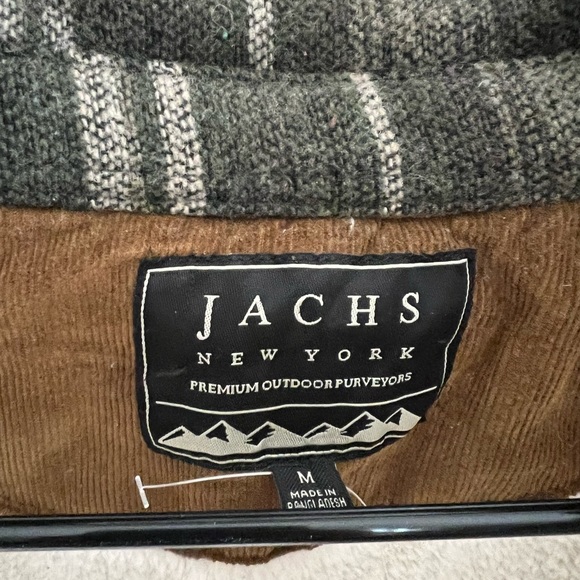 JACHS
NEW YORK
PREMIUM OUTDOOR PURVEYORS
M
MADE IN
BANGLADESH